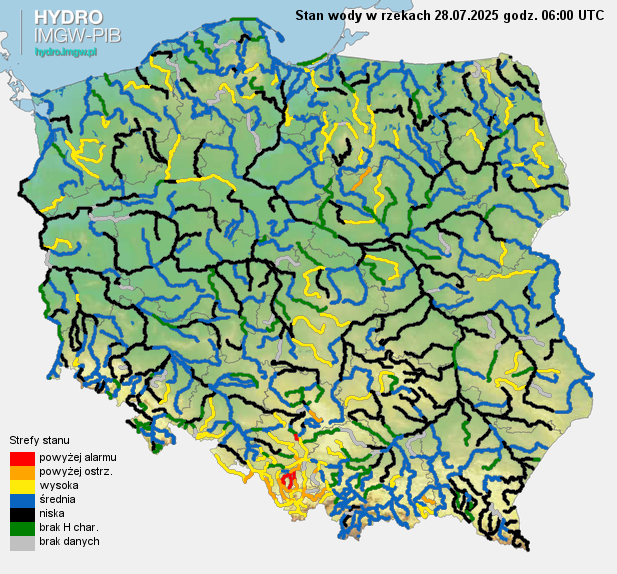 Stan wody w rzekach 28.07.2025 godz. 06:00 UTC
HYDRO
IMGW-PIB
hydro.imgw.pl
Strefy stanu
powyżej alarmu
powyżej ostrz.
wysoka
średnia
niska
brak H char.
brak danych